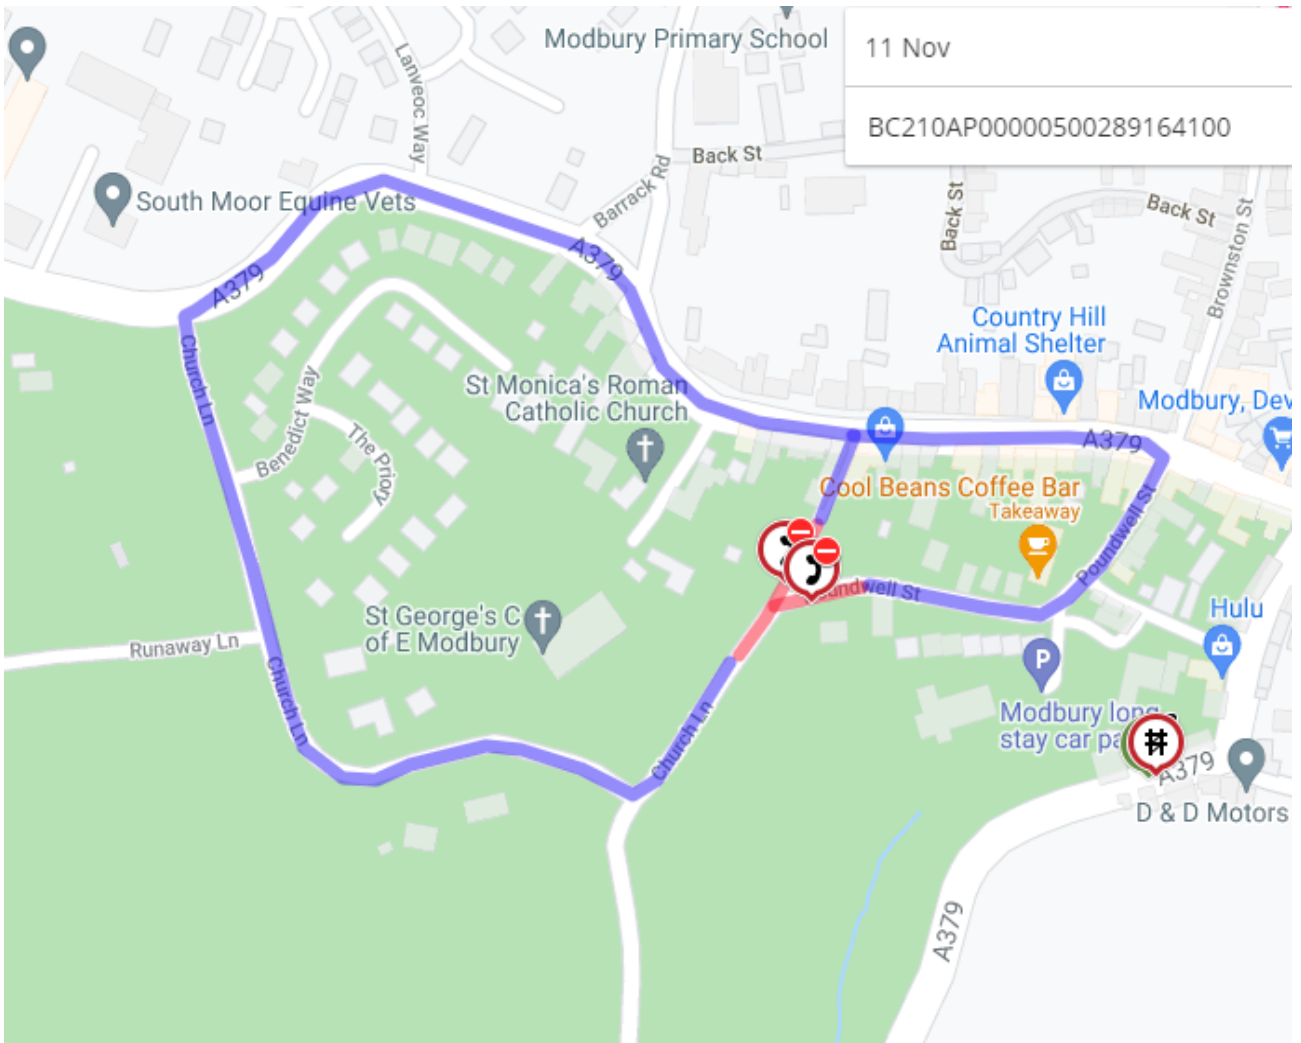 Modbury Primary School
11 Nov
BC210AP00000500289164100
Lanveoc Way
Back St
Barrack Rd
South Moor Equine Vets
Back St
Back St
Brownston St
A379
A379
Country Hill
Animal Shelter
Church Ln
St Monica's Roman
Catholic Church
Modbury, Dev
Benedict Way
The Priory
A379
Cool Beans Coffee Bar
Takeaway
Poundwell St
oundwell St
St George's C
of E Modbury
Hulu
Runaway Ln
P
Church Ln
Church Ln
Modbury long
stay car pa
A379
D & D Motors
A379